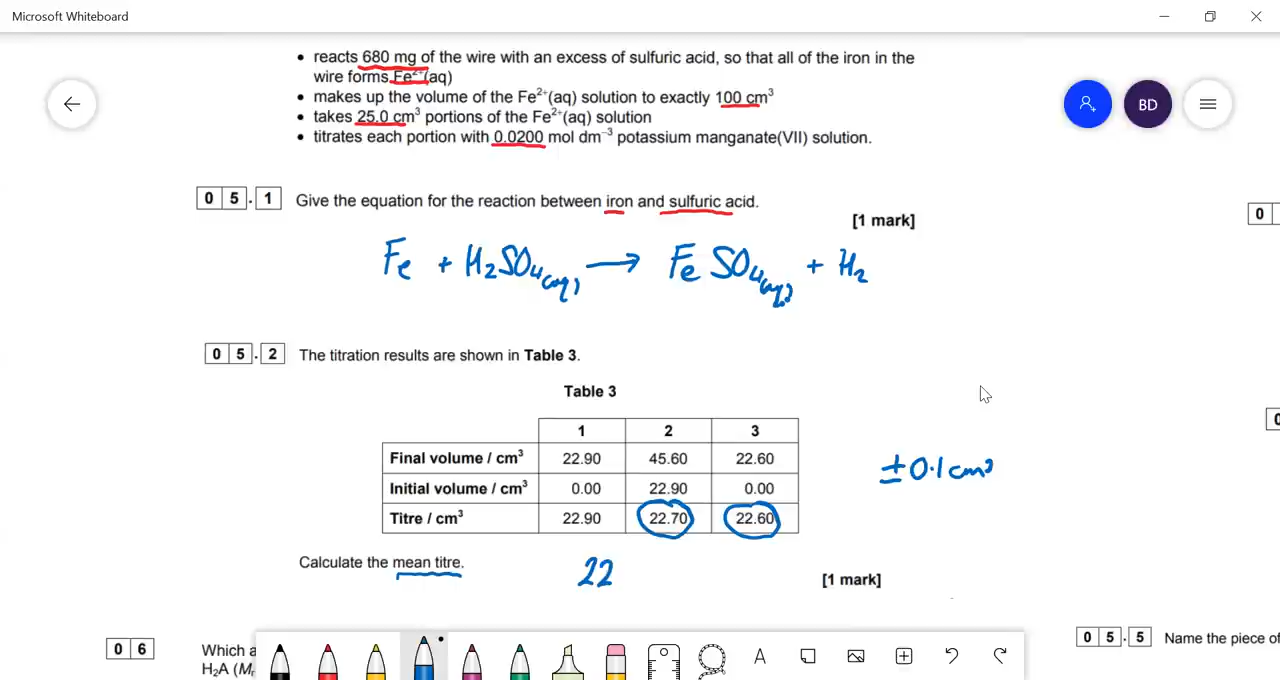 Microsoft Whiteboard
• reacts 680 mg of the wire with an excess of sulfuric acid, so that all of the iron in the
wire forms Fe²⁺(aq)
• makes up the volume of the Fe²⁺(aq) solution to exactly 100 cm³
• takes 25.0 cm³ portions of the Fe²⁺(aq) solution
• titrates each portion with 0.0200 mol dm⁻³ potassium manganate(VII) solution.
BD
0 5 . 1 Give the equation for the reaction between iron and sulfuric acid.
[1 mark]
0
Fe + H₂SO₄(aq) → FeSO₄(aq) + H₂
0 5 . 2 The titration results are shown in Table 3.
Table 3
1 2 3
Final volume / cm³ 22.90 45.60 22.60
Initial volume / cm³ 0.00 22.90 0.00
Titre / cm³ 22.90 22.70 22.60
±0.1 cm³
Calculate the mean titre. 22
[1 mark]
0 6 Which a
H₂A (Mr
0 5 . 5 Name the piece of
A